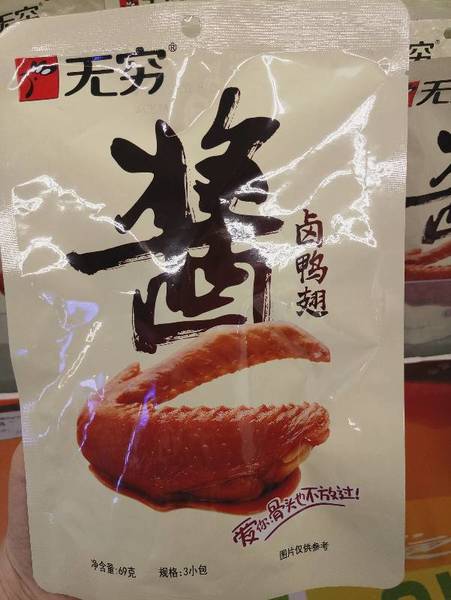 无穷®
酱
卤鸭翅
爱你骨头也不放过!
图片仅供参考
净含量:69克 规格:3小包
无